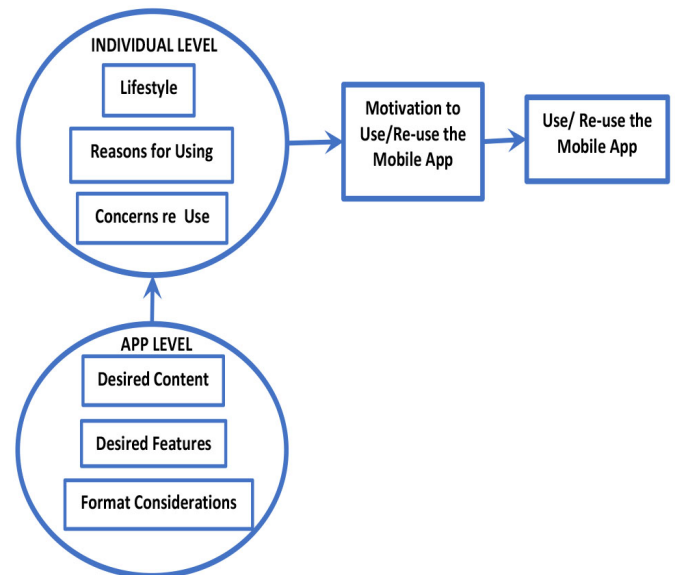 INDIVIDUAL LEVEL
Lifestyle
Reasons for Using
Concerns re Use
Motivation to
Use/Re-use the
Mobile App
Use/ Re-use the
Mobile App
APP LEVEL
Desired Content
Desired Features
Format Considerations